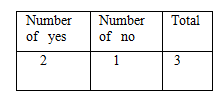 Number Number Total
of yes of no
2 1 3